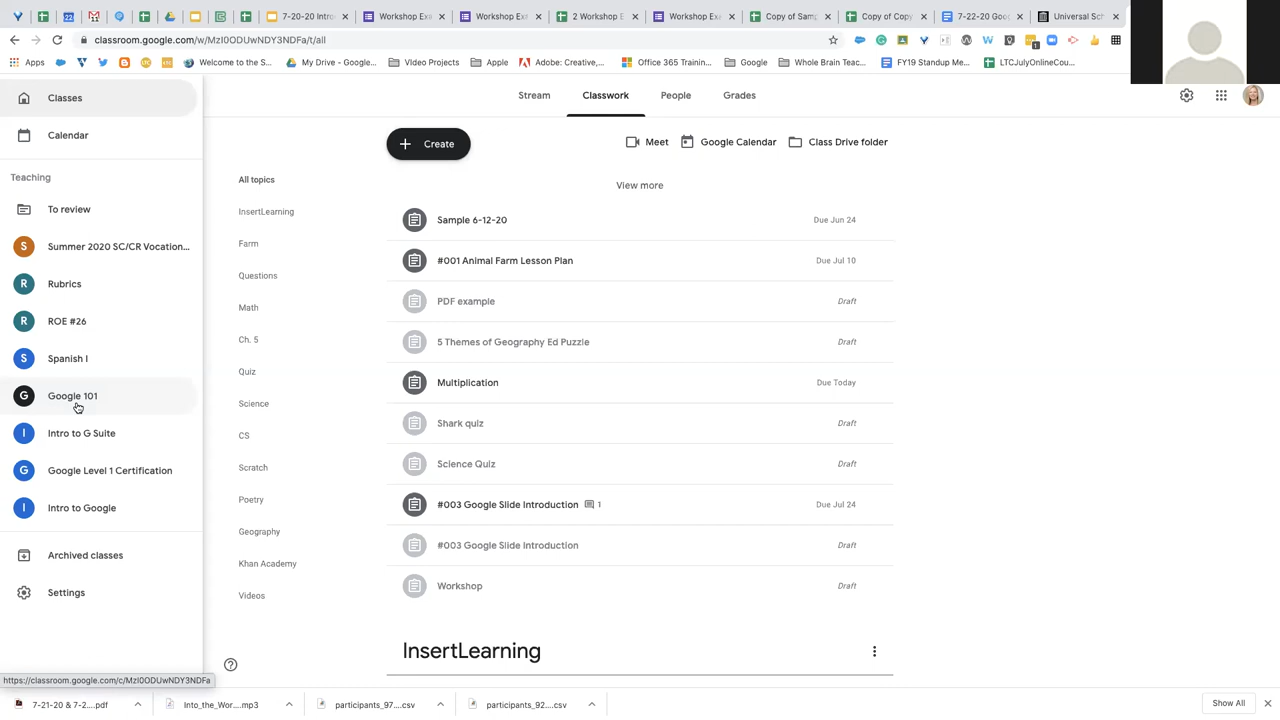 7-20-20 Intro
Workshop Exa
Workshop Exa
2 Workshop E
Workshop Exa
Copy of Samp
Copy of Copy
7-22-20 Goo
Universal Sch
classroom.google.com/w/MzI0ODUwNDY3NDFa/t/all
Apps
Welcome to the S...
My Drive - Google...
Video Projects
Apple
Adobe: Creative,...
Office 365 Trainin...
Google
Whole Brain Teac...
FY19 Standup Me...
LTCJulyOnlineCou...
Classes
Calendar
Teaching
To review
S Summer 2020 SC/CR Vocation...
R Rubrics
R ROE #26
S Spanish I
G Google 101
I Intro to G Suite
G Google Level 1 Certification
I Intro to Google
Archived classes
Settings
https://classroom.google.com/c/MzI0ODUwNDY3NDFa
Stream
Classwork
People
Grades
Create
Meet
Google Calendar
Class Drive folder
All topics
InsertLearning
Farm
Questions
Math
Ch. 5
Quiz
Science
CS
Scratch
Poetry
Geography
Khan Academy
Videos
View more
Sample 6-12-20 Due Jun 24
#001 Animal Farm Lesson Plan Due Jul 10
PDF example Draft
5 Themes of Geography Ed Puzzle Draft
Multiplication Due Today
Shark quiz Draft
Science Quiz Draft
#003 Google Slide Introduction 1 Due Jul 24
#003 Google Slide Introduction Draft
Workshop Draft
InsertLearning
7-21-20 & 7-2....pdf
Into_the_Wor....mp3
participants_97....csv
participants_92....csv
Show All